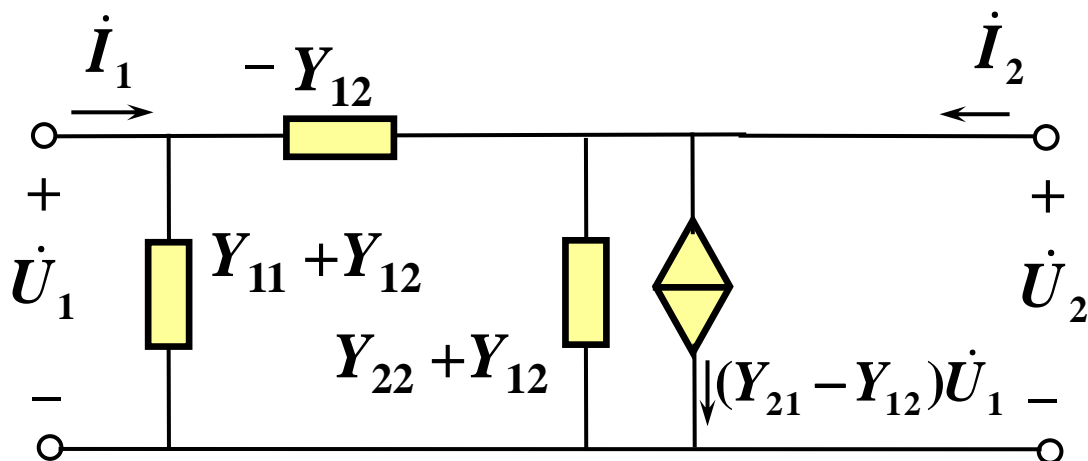 İ₁
− Y₁₂
İ₂
+
+
Y₁₁ + Y₁₂
U̇₁
U̇₂
Y₂₂ + Y₁₂
(Y₂₁ − Y₁₂)U̇₁
−
−